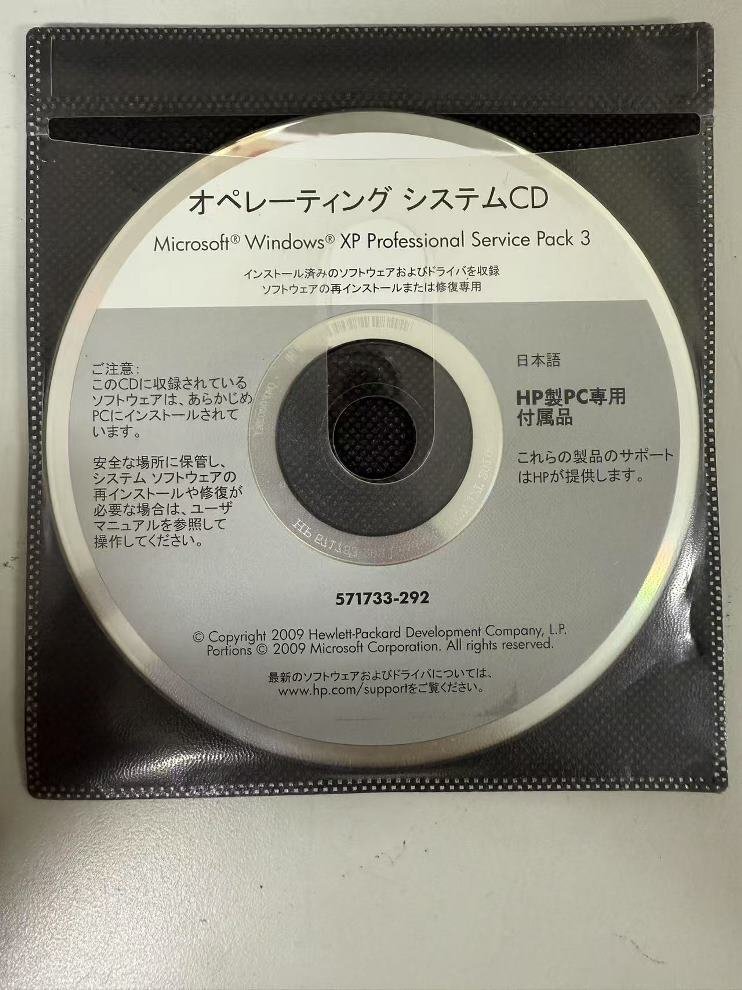 オペレーティング システムCD
Microsoft® Windows® XP Professional Service Pack 3
インストール済みのソフトウェアおよびドライバを収録
ソフトウェアの再インストールまたは修復専用
ご注意:
このCDに収録されている
ソフトウェアは、あらかじめ
PCにインストールされて
います。
安全な場所に保管し、
システム ソフトウェアの
再インストールや修復が
必要な場合は、ユーザ
マニュアルを参照して
操作してください。
日本語
HP製PC専用
付属品
これらの製品のサポート
はHPが提供します。
571733-292
© Copyright 2009 Hewlett-Packard Development Company, L.P.
Portions © 2009 Microsoft Corporation. All rights reserved.
最新のソフトウェアおよびドライバについては、
www.hp.com/supportをご覧ください。